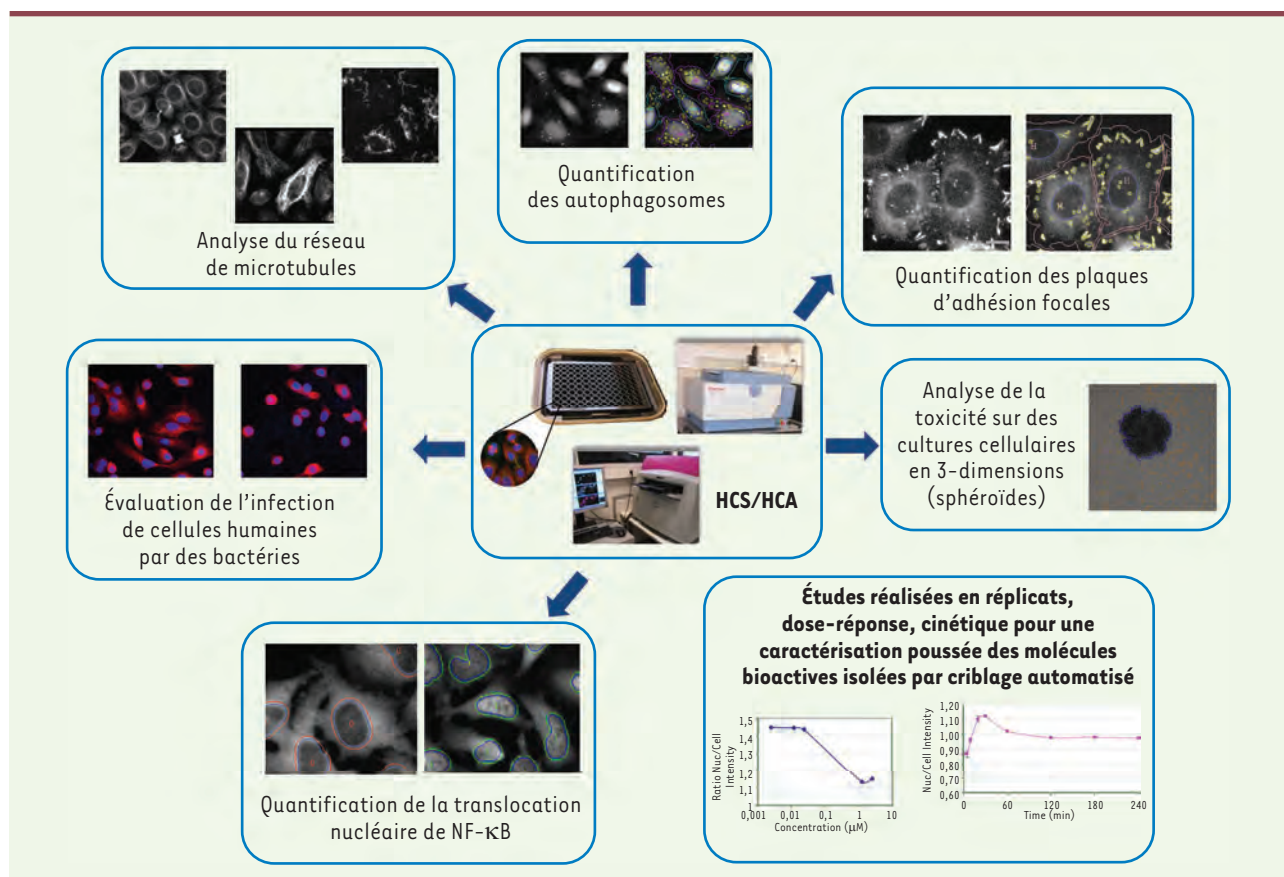 Analyse du réseau
de microtubules
Quantification
des autophagosomes
Quantification des plaques
d’adhésion focales
Évaluation de l’infection
de cellules humaines
par des bactéries
HCS/HCA
Analyse de la
toxicité sur des
cultures cellulaires
en 3-dimensions
(sphéroïdes)
Quantification de la translocation
nucléaire de NF-κB
Études réalisées en réplicats,
dose-réponse, cinétique pour une
caractérisation poussée des molécules
bioactives isolées par criblage automatisé
Ratio Nuc/Cell
Intensity
1,5
1,4
1,3
1,2
1,1
1
0,001
0,01
0,1
1
10
Concentration (µM)
Nuc/Cell Intensity
1,20
1,10
1,00
0,90
0,80
0,70
0,60
0
60
120
180
240
Time (min)